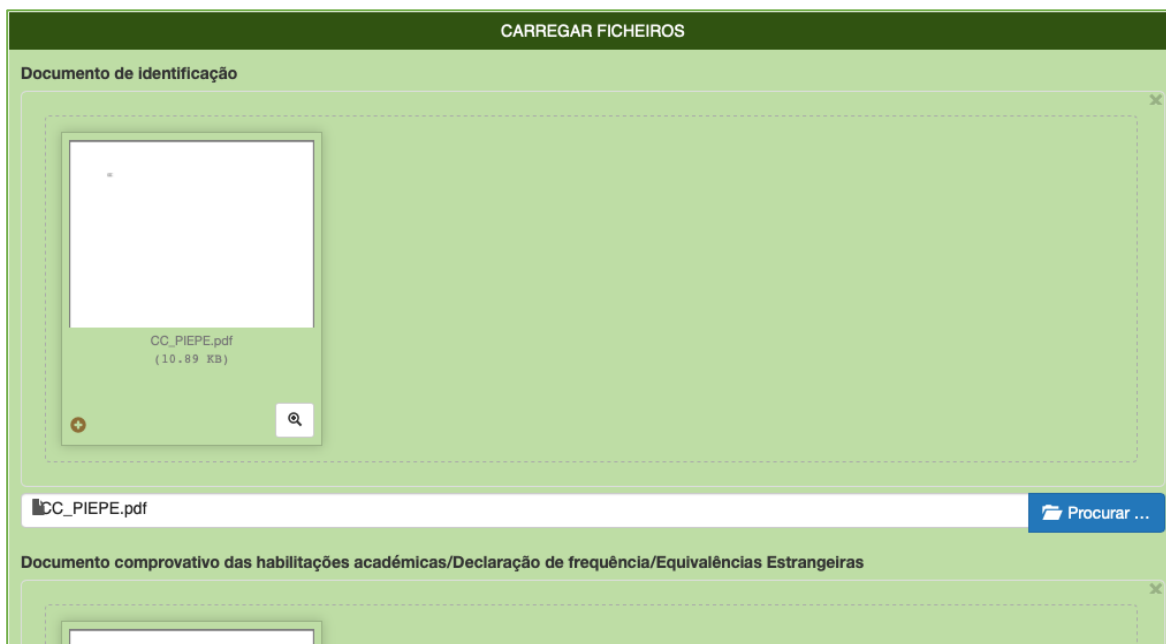 CARREGAR FICHEIROS
Documento de identificação
CC_PIEPE.pdf
(10.89 KB)
CC_PIEPE.pdf
Procurar ...
Documento comprovativo das habilitações académicas/Declaração de frequência/Equivalências Estrangeiras